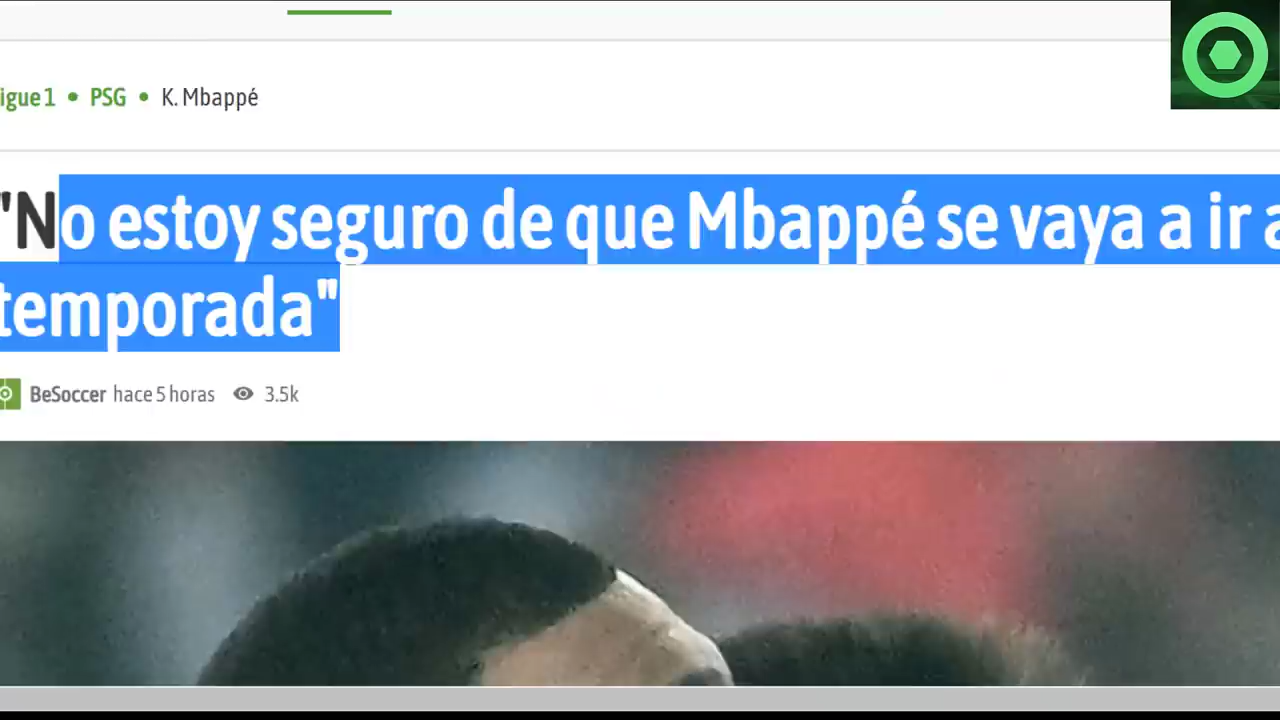 igue 1 • PSG • K. Mbappé
"No estoy seguro de que Mbappé se vaya a ir a
temporada"
BeSoccer hace 5 horas 3.5k